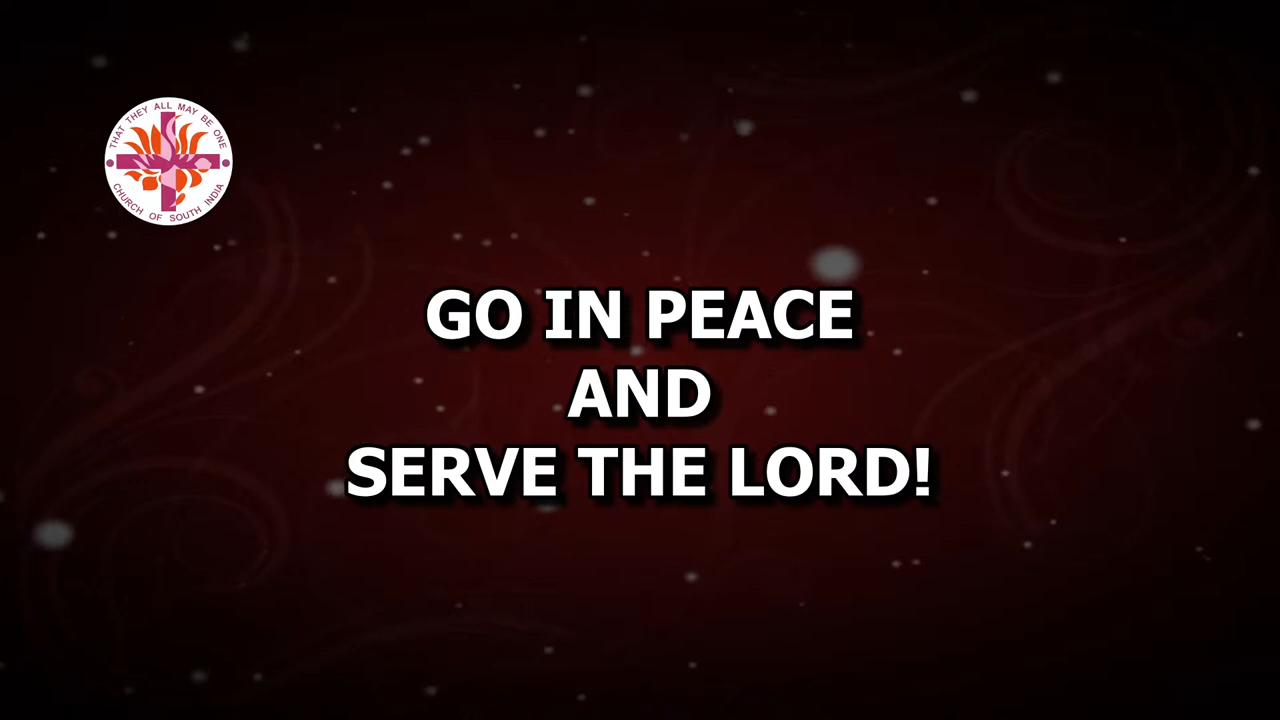 THAT THEY ALL MAY BE ONE
CHURCH OF SOUTH INDIA
GO IN PEACE
AND
SERVE THE LORD!